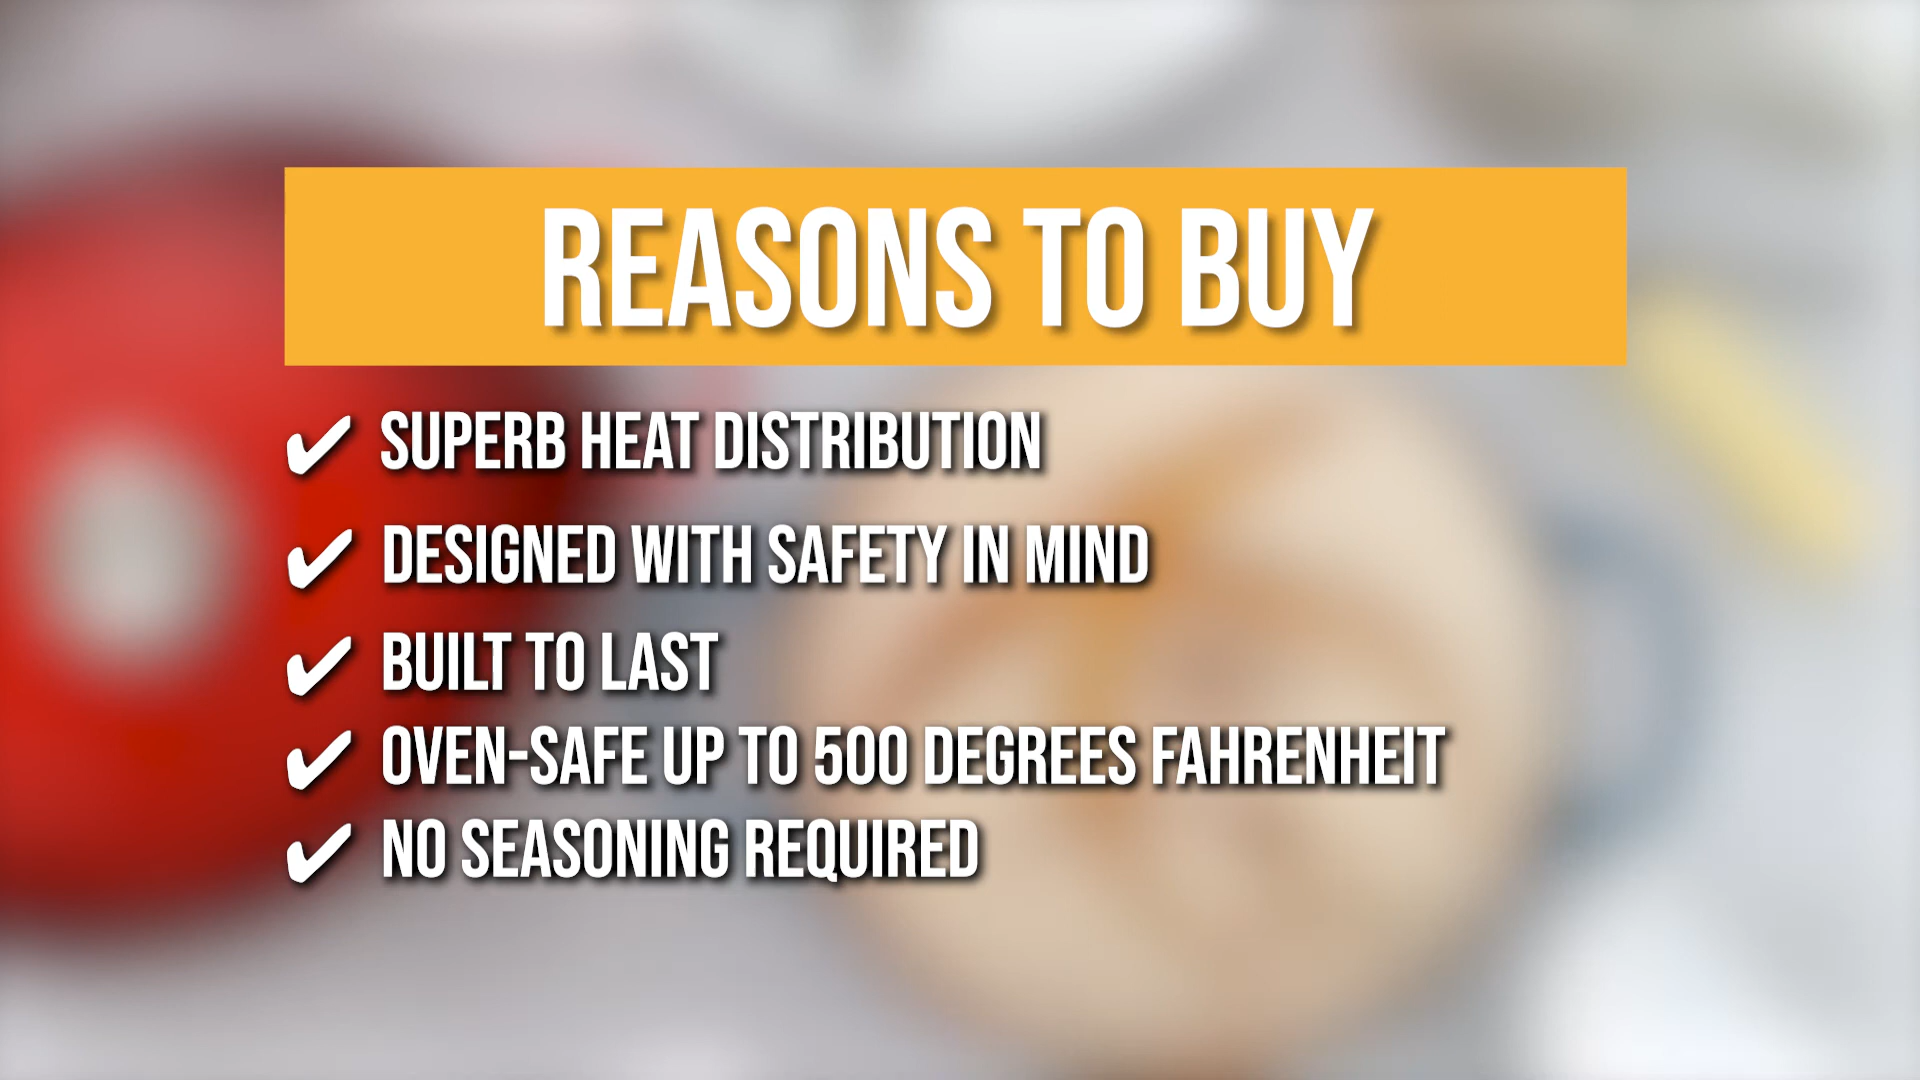 REASONS TO BUY
✔ SUPERB HEAT DISTRIBUTION
✔ DESIGNED WITH SAFETY IN MIND
✔ BUILT TO LAST
✔ OVEN-SAFE UP TO 500 DEGREES FAHRENHEIT
✔ NO SEASONING REQUIRED